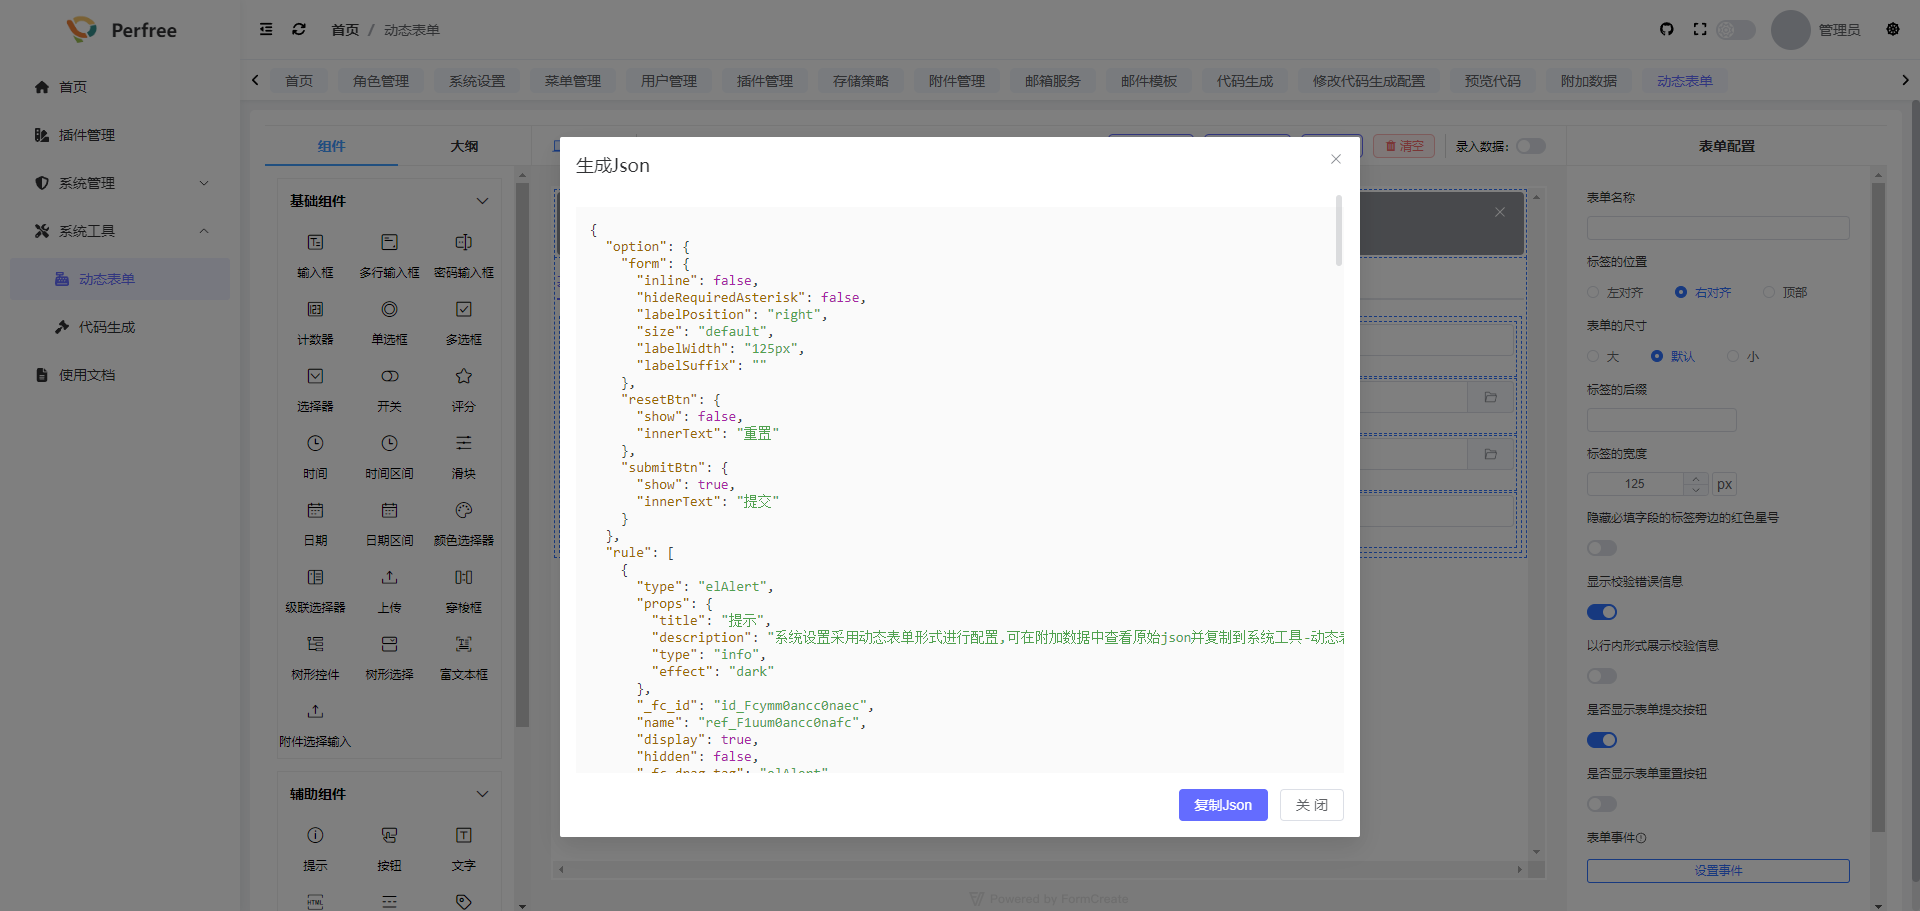 Perfree
首页 / 动态表单
管理员
首页
角色管理
系统设置
菜单管理
用户管理
插件管理
存储策略
附件管理
邮箱服务
邮件模板
代码生成
修改代码生成配置
预览代码
附加数据
动态表单
首页
插件管理
系统管理
系统工具
动态表单
代码生成
使用文档
组件
大纲
清空
录入数据:
表单配置
基础组件
输入框
多行输入框
密码输入框
计数器
单选框
多选框
选择器
开关
评分
时间
时间区间
滑块
日期
日期区间
颜色选择器
级联选择器
上传
穿梭框
树形控件
树形选择
富文本框
附件选择输入
辅助组件
提示
按钮
文字
生成Json
{
"option": {
"form": {
"inline": false,
"hideRequiredAsterisk": false,
"labelPosition": "right",
"size": "default",
"labelWidth": "125px",
"labelSuffix": ""
},
"resetBtn": {
"show": false,
"innerText": "重置"
},
"submitBtn": {
"show": true,
"innerText": "提交"
}
},
"rule": [
{
"type": "elAlert",
"props": {
"title": "提示",
"description": "系统设置采用动态表单形式进行配置,可在附加数据中查看原始json并复制到系统工具-动态表
"type": "info",
"effect": "dark"
},
"_fc_id": "id_Fcymm0ancc0naec",
"name": "ref_F1uum0ancc0nafc",
"display": true,
"hidden": false,
"_fc_drag_tag": "elAlert"
复制Json
关 闭
表单名称
标签的位置
左对齐
右对齐
顶部
表单的尺寸
大
默认
小
标签的后缀
标签的宽度
125
px
隐藏必填字段的标签旁边的红色星号
显示校验错误信息
以行内形式展示校验信息
是否显示表单提交按钮
是否显示表单重置按钮
表单事件
设置事件
Powered by FormCreate